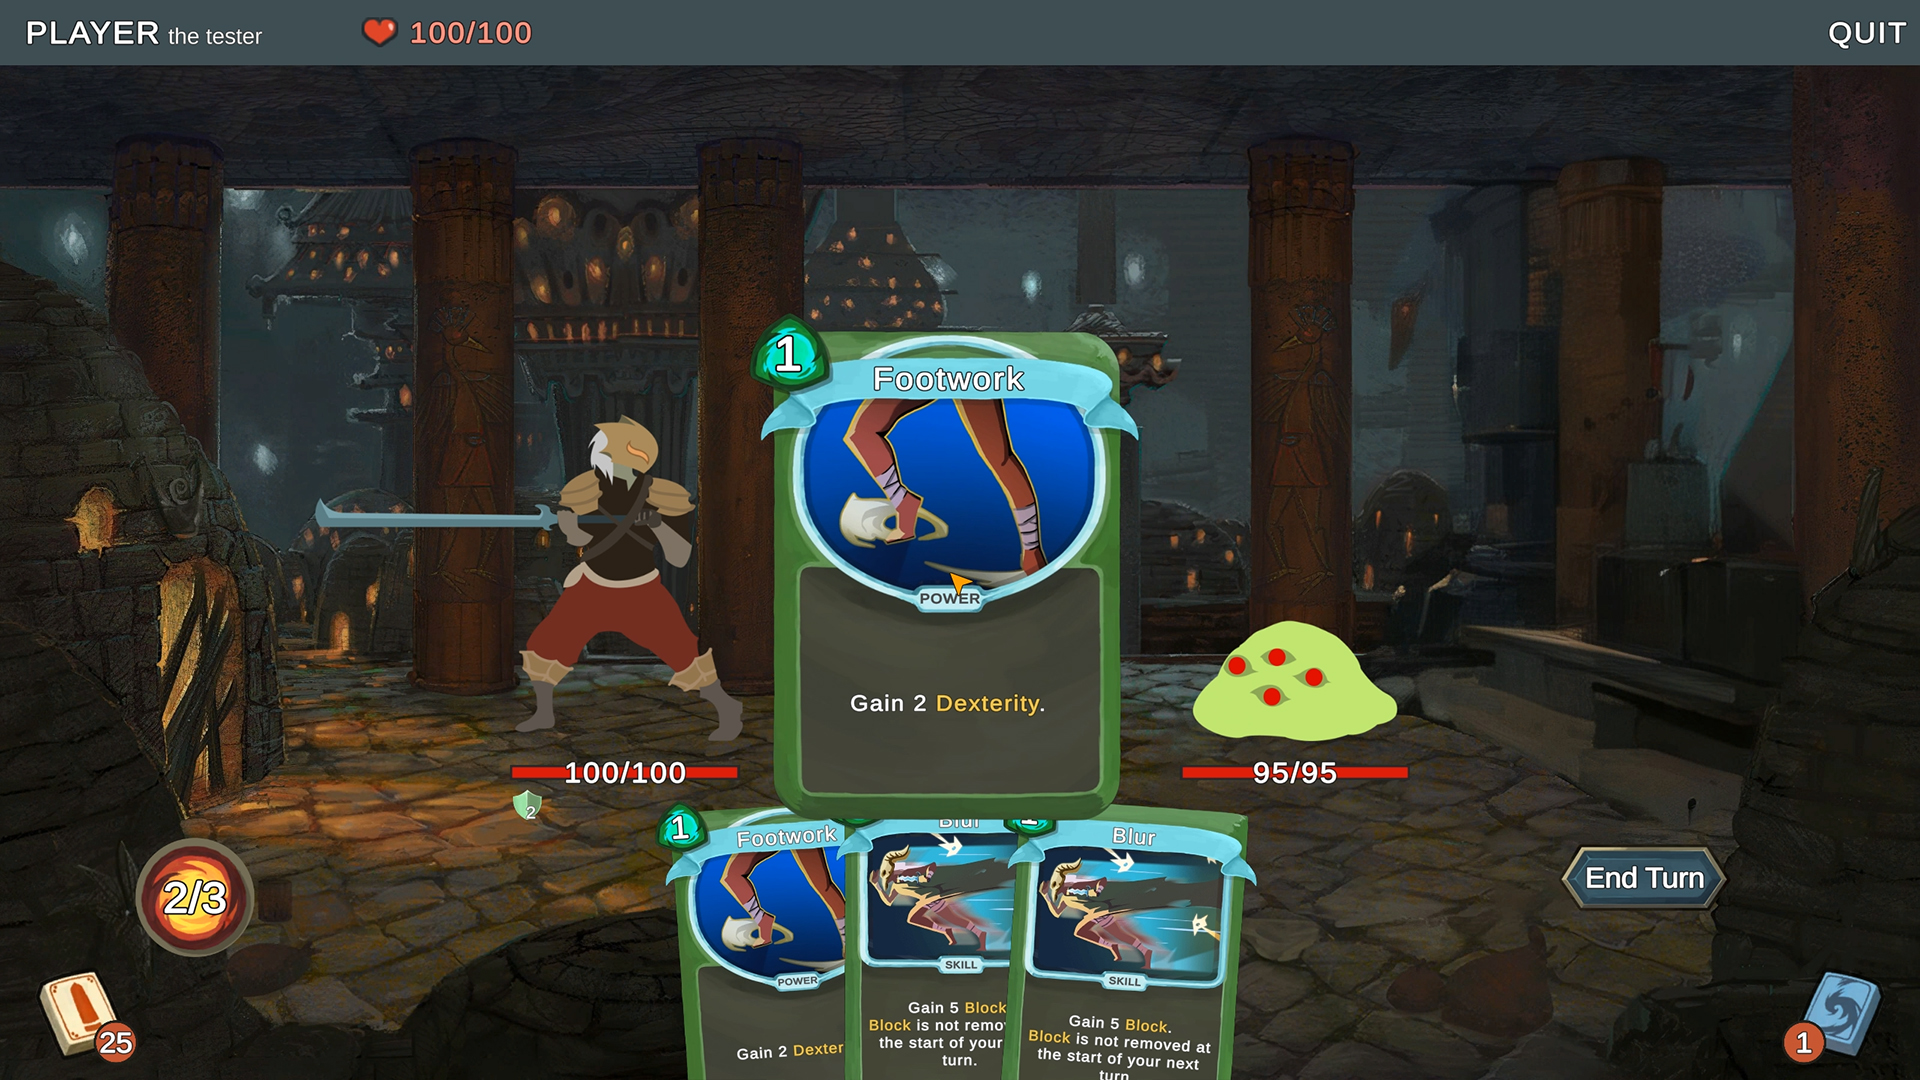 PLAYER the tester
100/100
QUIT
1
Footwork
POWER
Gain 2 Dexterity.
100/100
95/95
2
2/3
End Turn
25
1
1
Footwork
POWER
Gain 2 Dexter
Blur
SKILL
Gain 5 Block
Block is not remo
the start of your
turn.
1
Blur
SKILL
Gain 5 Block.
Block is not removed at
the start of your next
turn